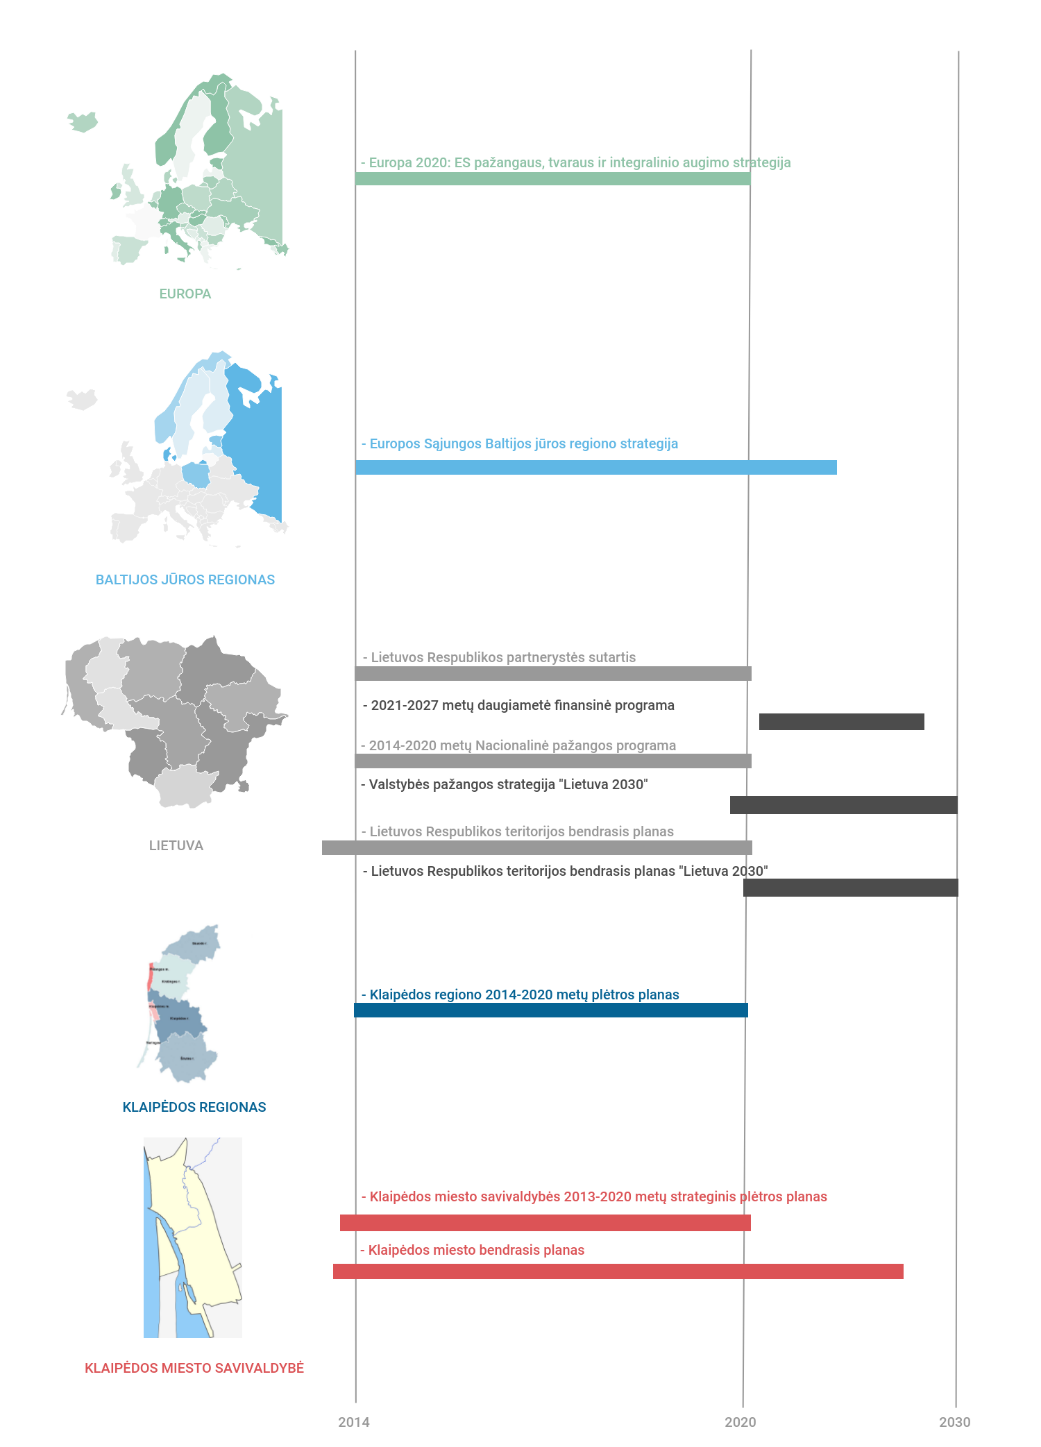 - Europa 2020: ES pažangaus, tvaraus ir integralinio augimo strategija
EUROPA
- Europos Sąjungos Baltijos jūros regiono strategija
BALTIJOS JŪROS REGIONAS
- Lietuvos Respublikos partnerystės sutartis
- 2021-2027 metų daugiametė finansinė programa
- 2014-2020 metų Nacionalinė pažangos programa
- Valstybės pažangos strategija "Lietuva 2030"
- Lietuvos Respublikos teritorijos bendrasis planas
LIETUVA
- Lietuvos Respublikos teritorijos bendrasis planas "Lietuva 2030"
- Klaipėdos regiono 2014-2020 metų plėtros planas
KLAIPĖDOS REGIONAS
- Klaipėdos miesto savivaldybės 2013-2020 metų strateginis plėtros planas
- Klaipėdos miesto bendrasis planas
KLAIPĖDOS MIESTO SAVIVALDYBĖ
2014 2020 2030